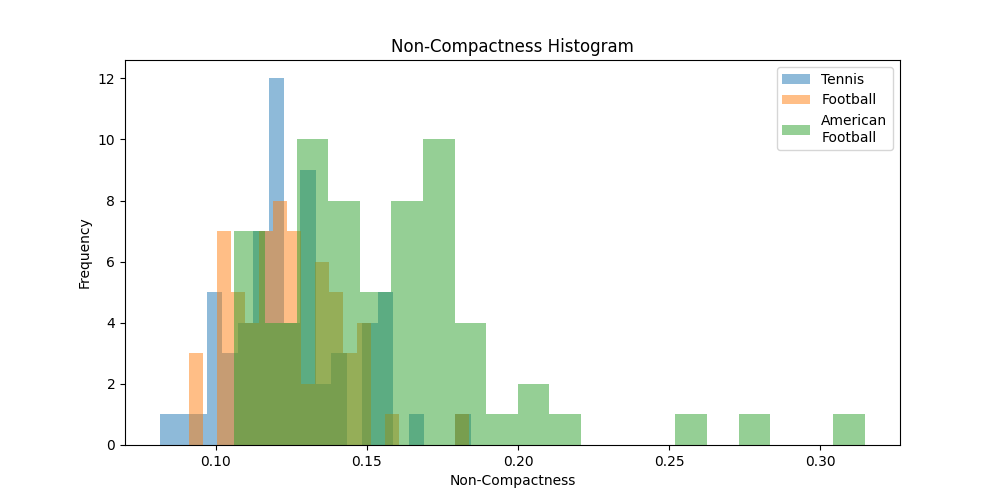 Non-Compactness Histogram
Tennis
Football
American
Football
Frequency
12
10
8
6
4
2
0
0.10
0.15
0.20
0.25
0.30
Non-Compactness